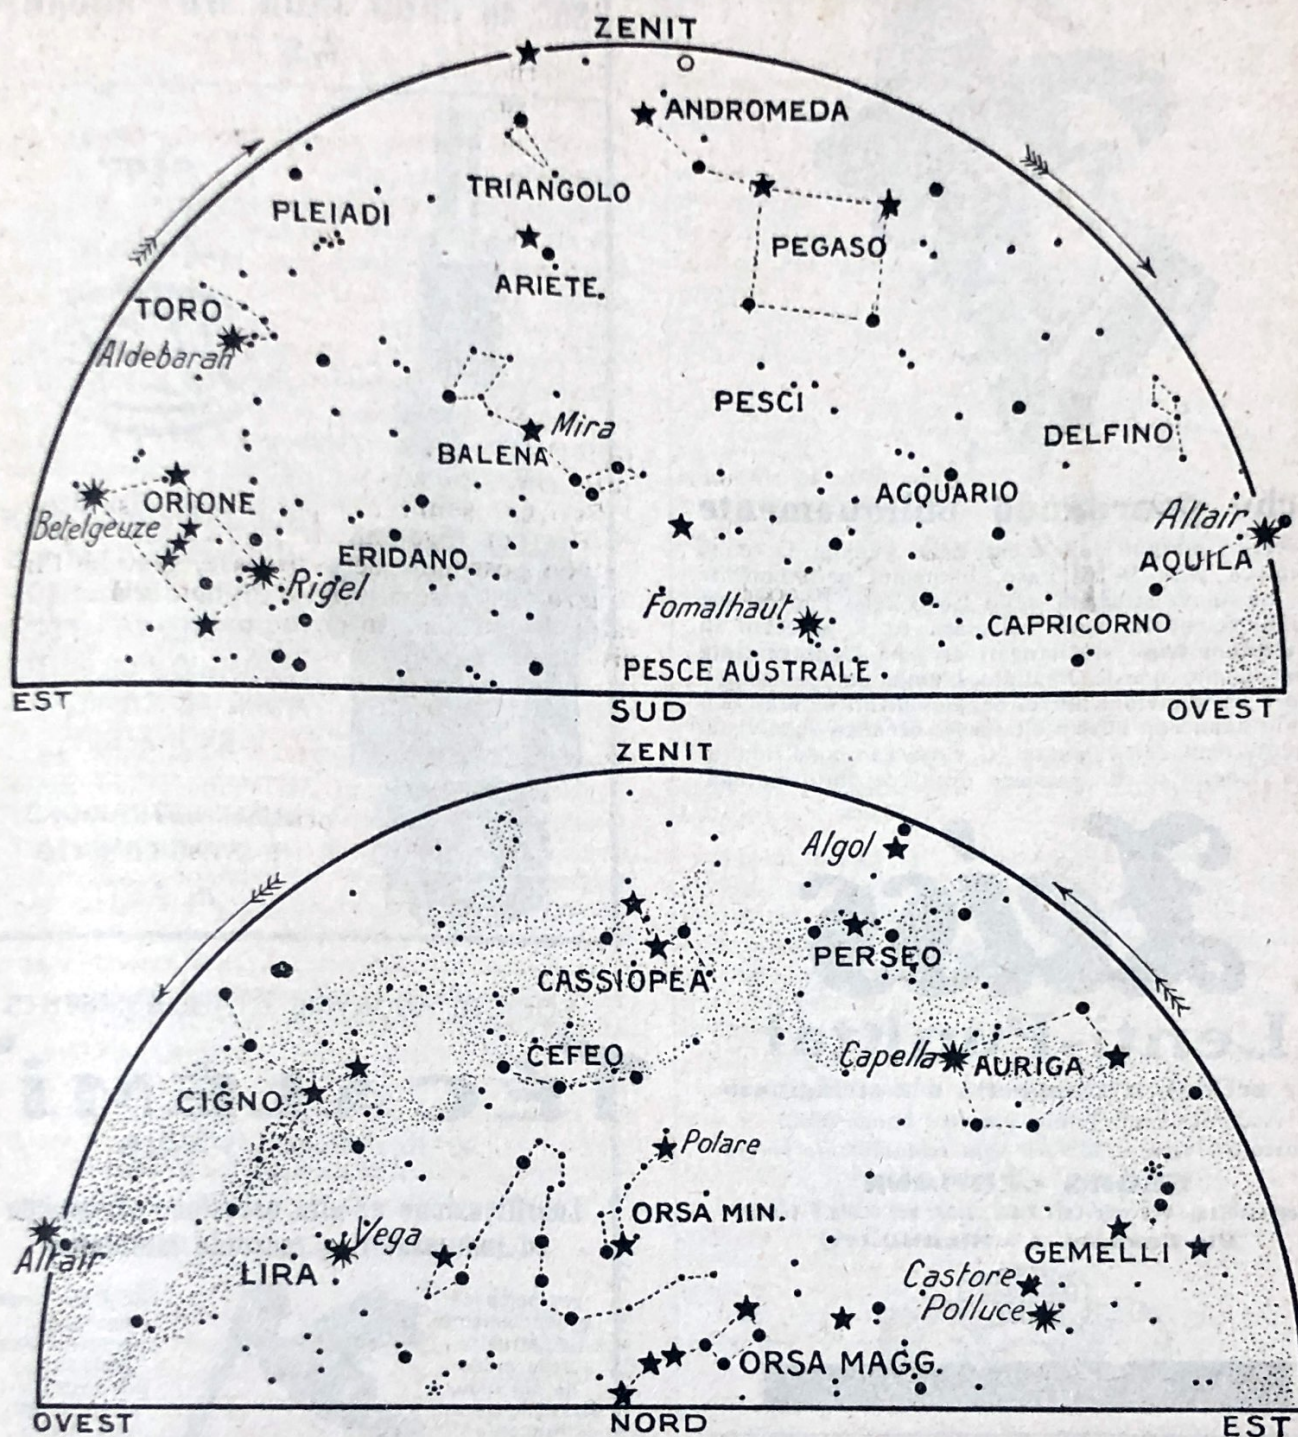 ZENIT
ANDROMEDA
TRIANGOLO
PLEIADI
PEGASO
ARIETE.
TORO
Aldebaran
PESCI
Mira
DELFINO
BALENA
ORIONE
ACQUARIO
Betelgeuze
Altair
ERIDANO
AQUILA
Rigel
Fomalhaut
CAPRICORNO
PESCE AUSTRALE.
EST
SUD
OVEST
ZENIT
Algol
PERSEO
CASSIOPEA
CEFEO
Capella
AURIGA
CIGNO
Polare
ORSA MIN.
Vega
Altair
LIRA
GEMELLI
Castore
Polluce
ORSA MAGG.
OVEST
NORD
EST